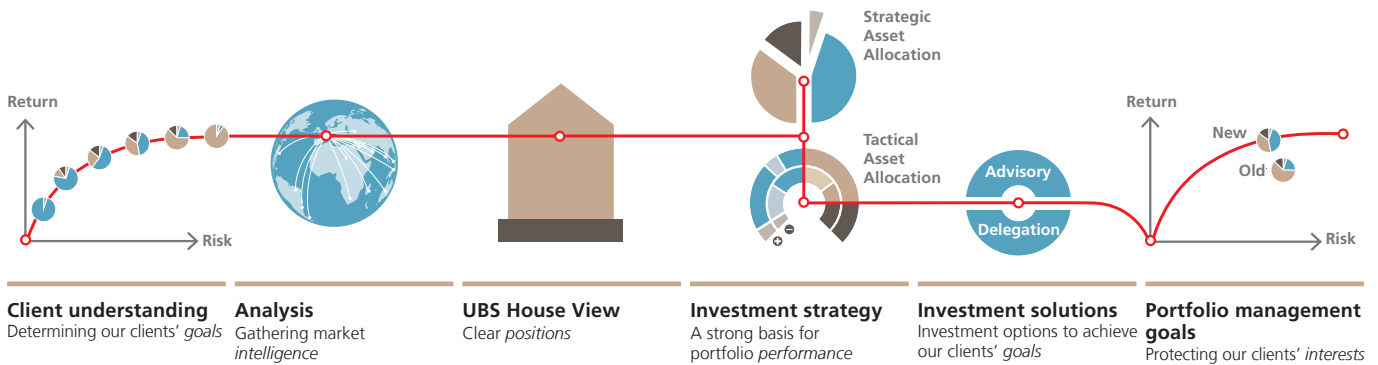 Return
Risk
Strategic
Asset
Allocation
Tactical
Asset
Allocation
Advisory
Delegation
Return
New
Old
Risk
Client understanding
Determining our clients' goals
Analysis
Gathering market
intelligence
UBS House View
Clear positions
Investment strategy
A strong basis for
portfolio performance
Investment solutions
Investment options to achieve
our clients' goals
Portfolio management
goals
Protecting our clients' interests